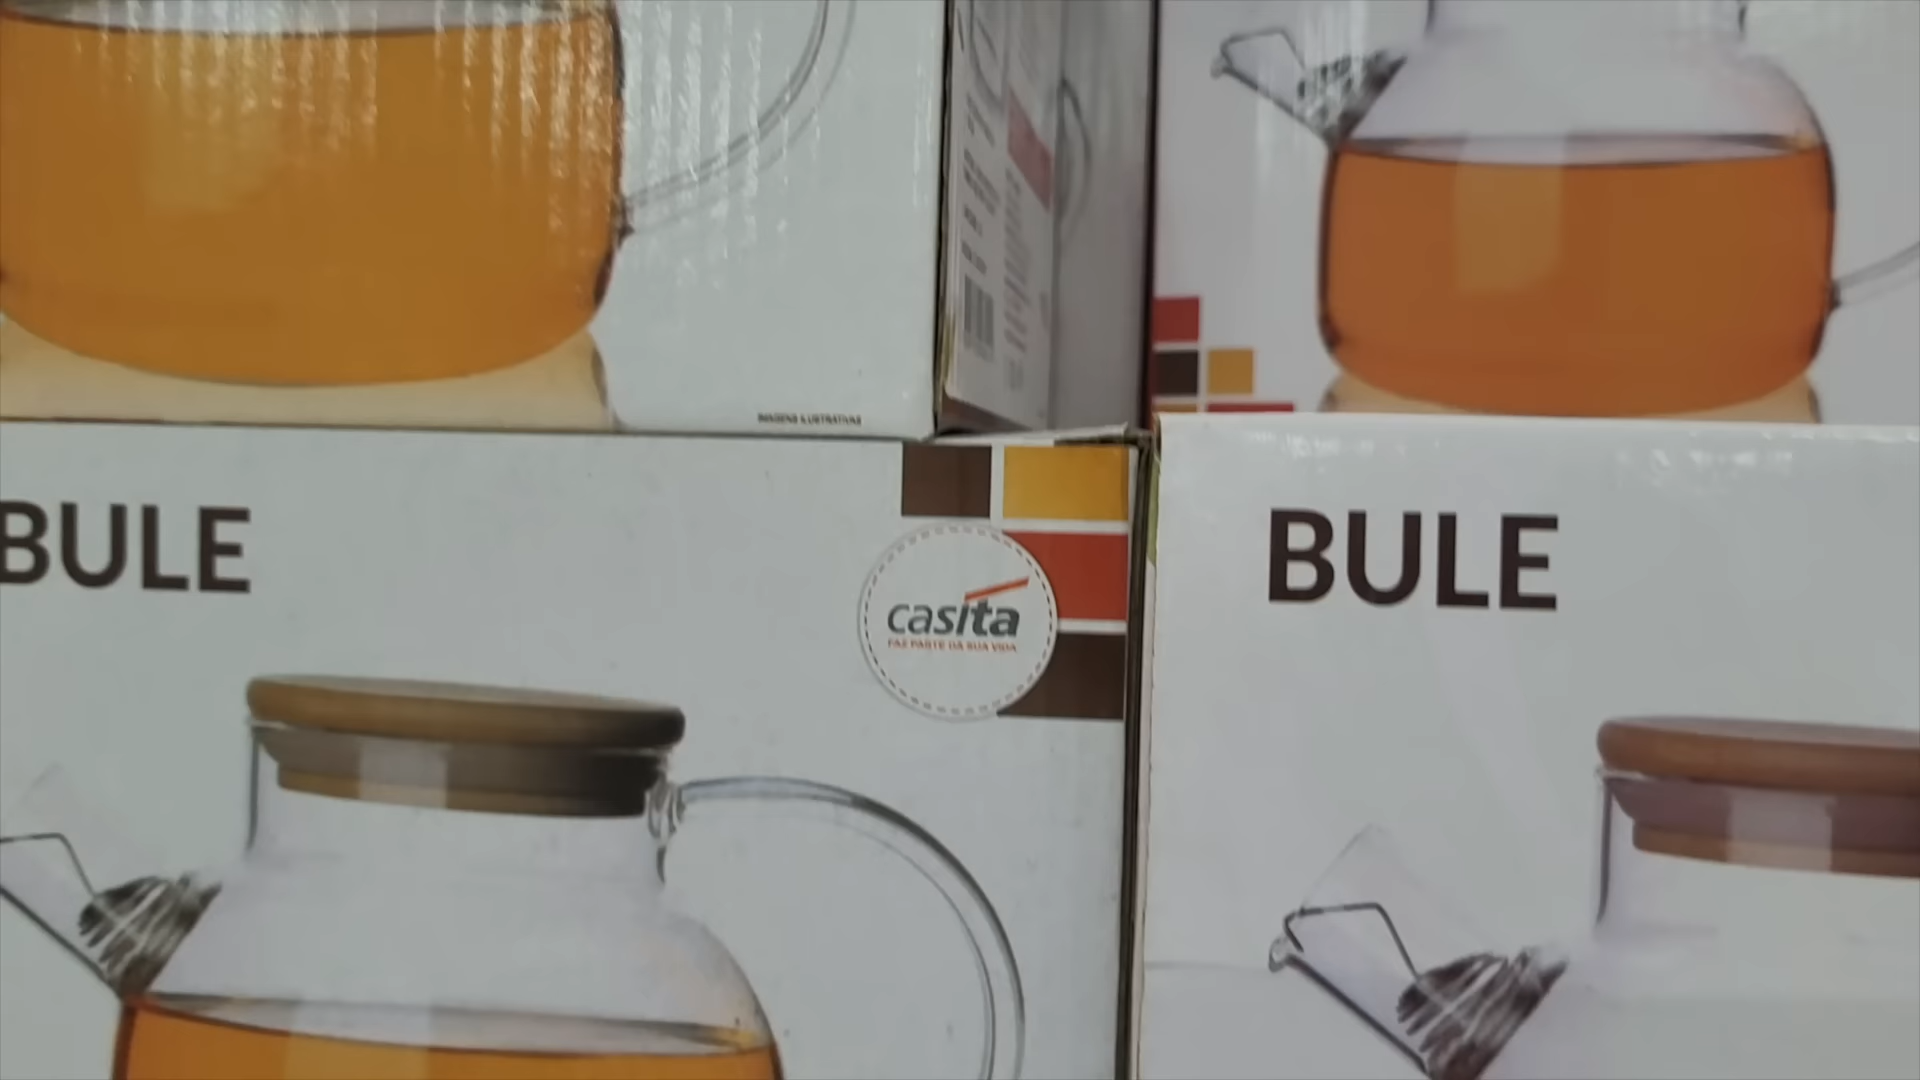 IMAGENS ILUSTRATIVAS
BULE
casita
FAZ PARTE DA SUA VIDA
BULE